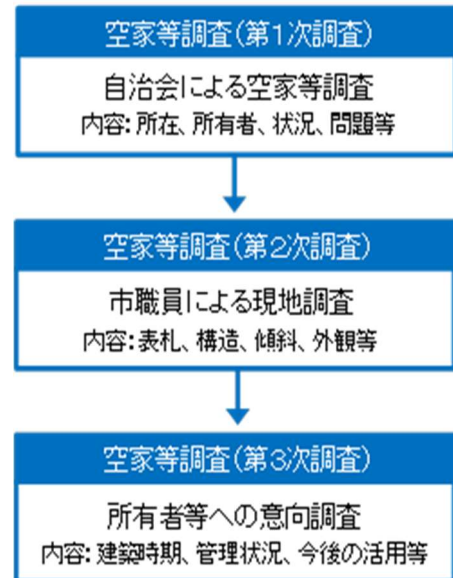 空家等調査(第1次調査)
自治会による空家等調査
内容:所在、所有者、状況、問題等
空家等調査(第2次調査)
市職員による現地調査
内容:表札、構造、傾斜、外観等
空家等調査(第3次調査)
所有者等への意向調査
内容:建築時期、管理状況、今後の活用等